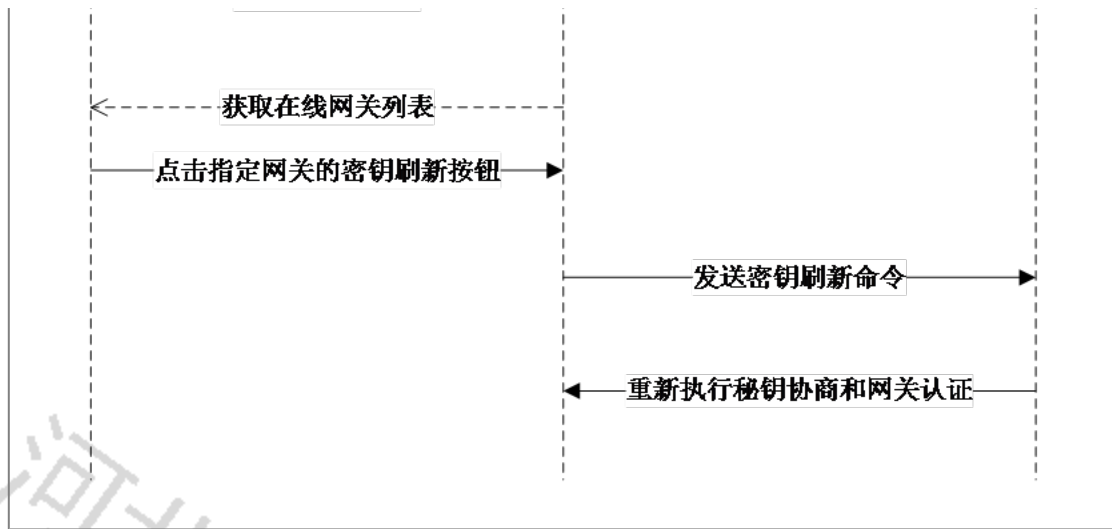 获取在线网关列表
点击指定网关的密钥刷新按钮
发送密钥刷新命令
重新执行秘钥协商和网关认证